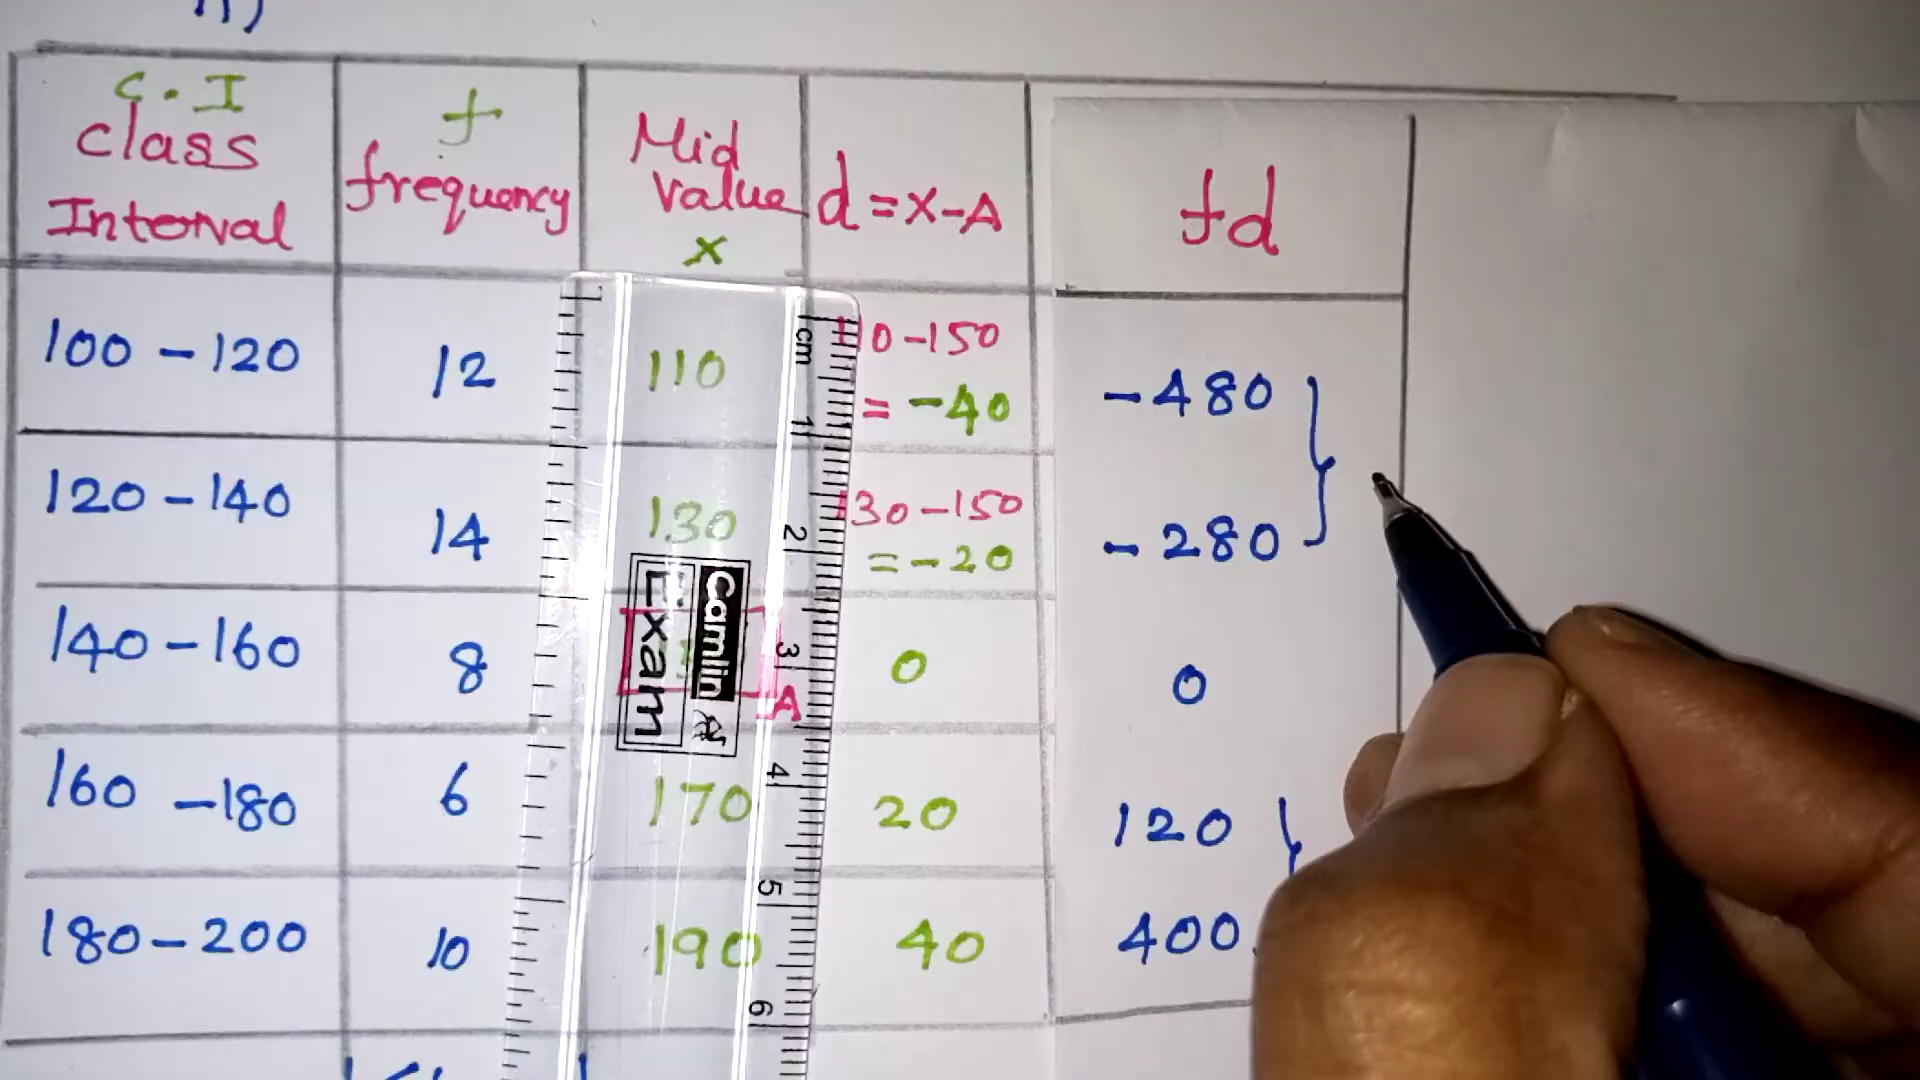 C.I
class
Interval
f
frequency
Mid
value
x
d=x-A
fd
100-120
12
110
110-150
= -40
-480
120-140
14
130
130-150
= -20
-280
140-160
8
A
0
0
160-180
6
170
20
120
180-200
10
190
40
400
cm
1
2
3
4
5
6
Camlin
Exam